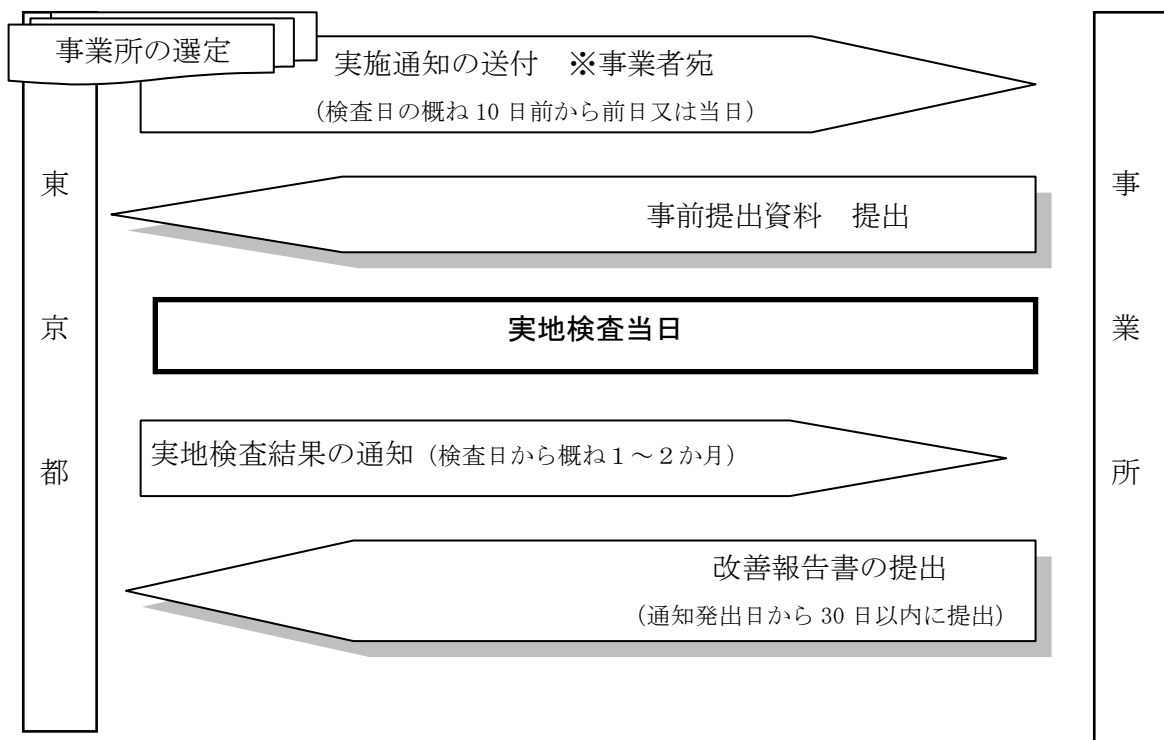 事業所の選定
実施通知の送付　※事業者宛
（検査日の概ね 10 日前から前日又は当日）
事前提出資料　提出
実地検査当日
実地検査結果の通知（検査日から概ね１～２か月）
改善報告書の提出
（通知発出日から 30 日以内に提出）
東
京
都
事
業
所